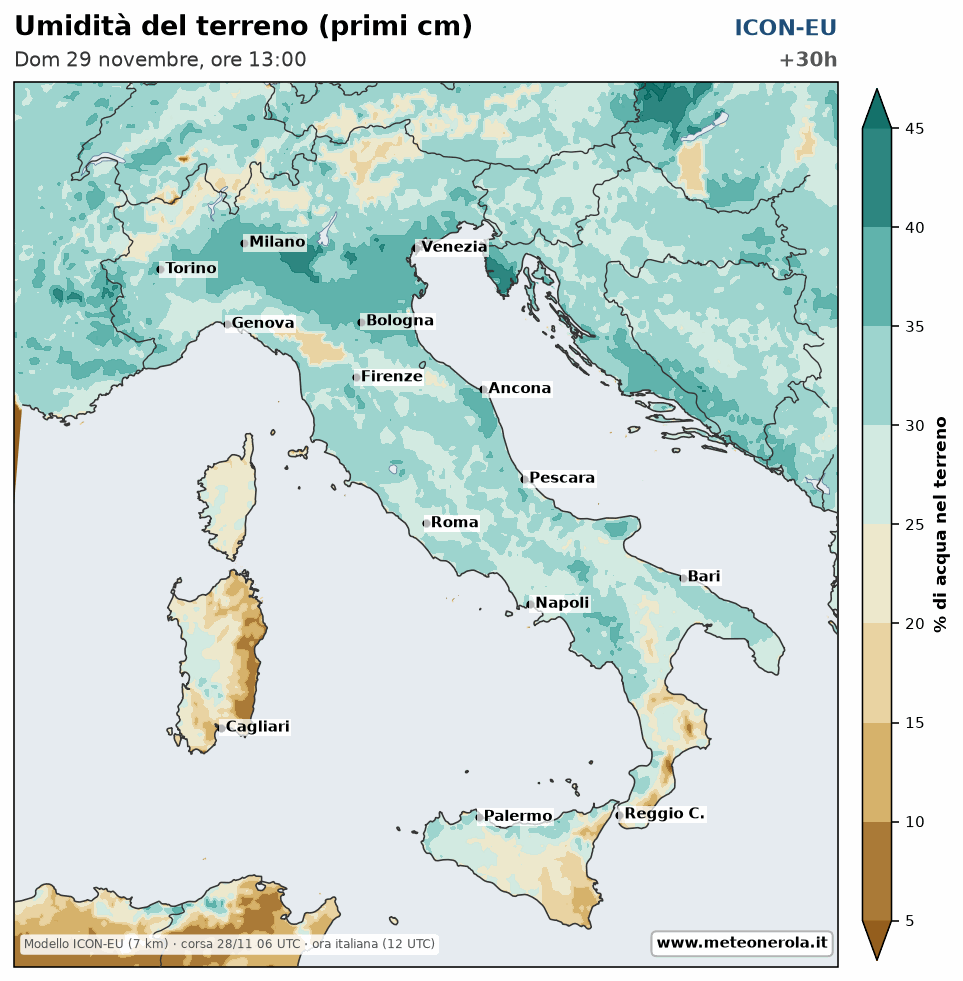 Umidità del terreno (primi cm)
ICON-EU
Dom 29 novembre, ore 13:00
+30h
45
40
35
30
25
20
15
10
5
% di acqua nel terreno
Milano
Venezia
Torino
Genova
Bologna
Firenze
Ancona
Pescara
Roma
Bari
Napoli
Cagliari
Palermo
Reggio C.
Modello ICON-EU (7 km) · corsa 28/11 06 UTC · ora italiana (12 UTC)
www.meteonerola.it